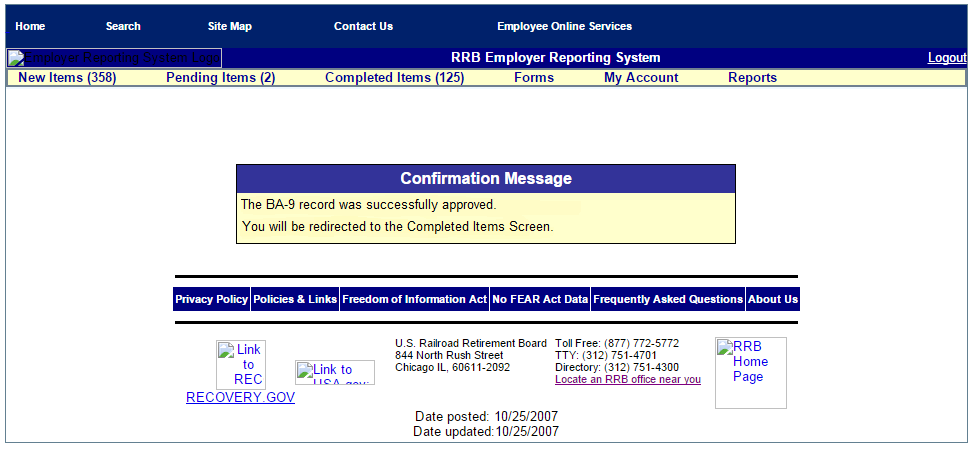 Home Search Site Map Contact Us Employee Online Services
Employer Reporting System Logo RRB Employer Reporting System Logout
New Items (358) Pending Items (2) Completed Items (125) Forms My Account Reports
Confirmation Message
The BA-9 record was successfully approved.
You will be redirected to the Completed Items Screen.
Privacy Policy Policies & Links Freedom of Information Act No FEAR Act Data Frequently Asked Questions About Us
Link
to
REC
RECOVERY.GOV
Link to
USA.gov:
U.S. Railroad Retirement Board
844 North Rush Street
Chicago IL, 60611-2092
Toll Free: (877) 772-5772
TTY: (312) 751-4701
Directory: (312) 751-4300
Locate an RRB office near you
RRB
Home
Page
Date posted: 10/25/2007
Date updated:10/25/2007